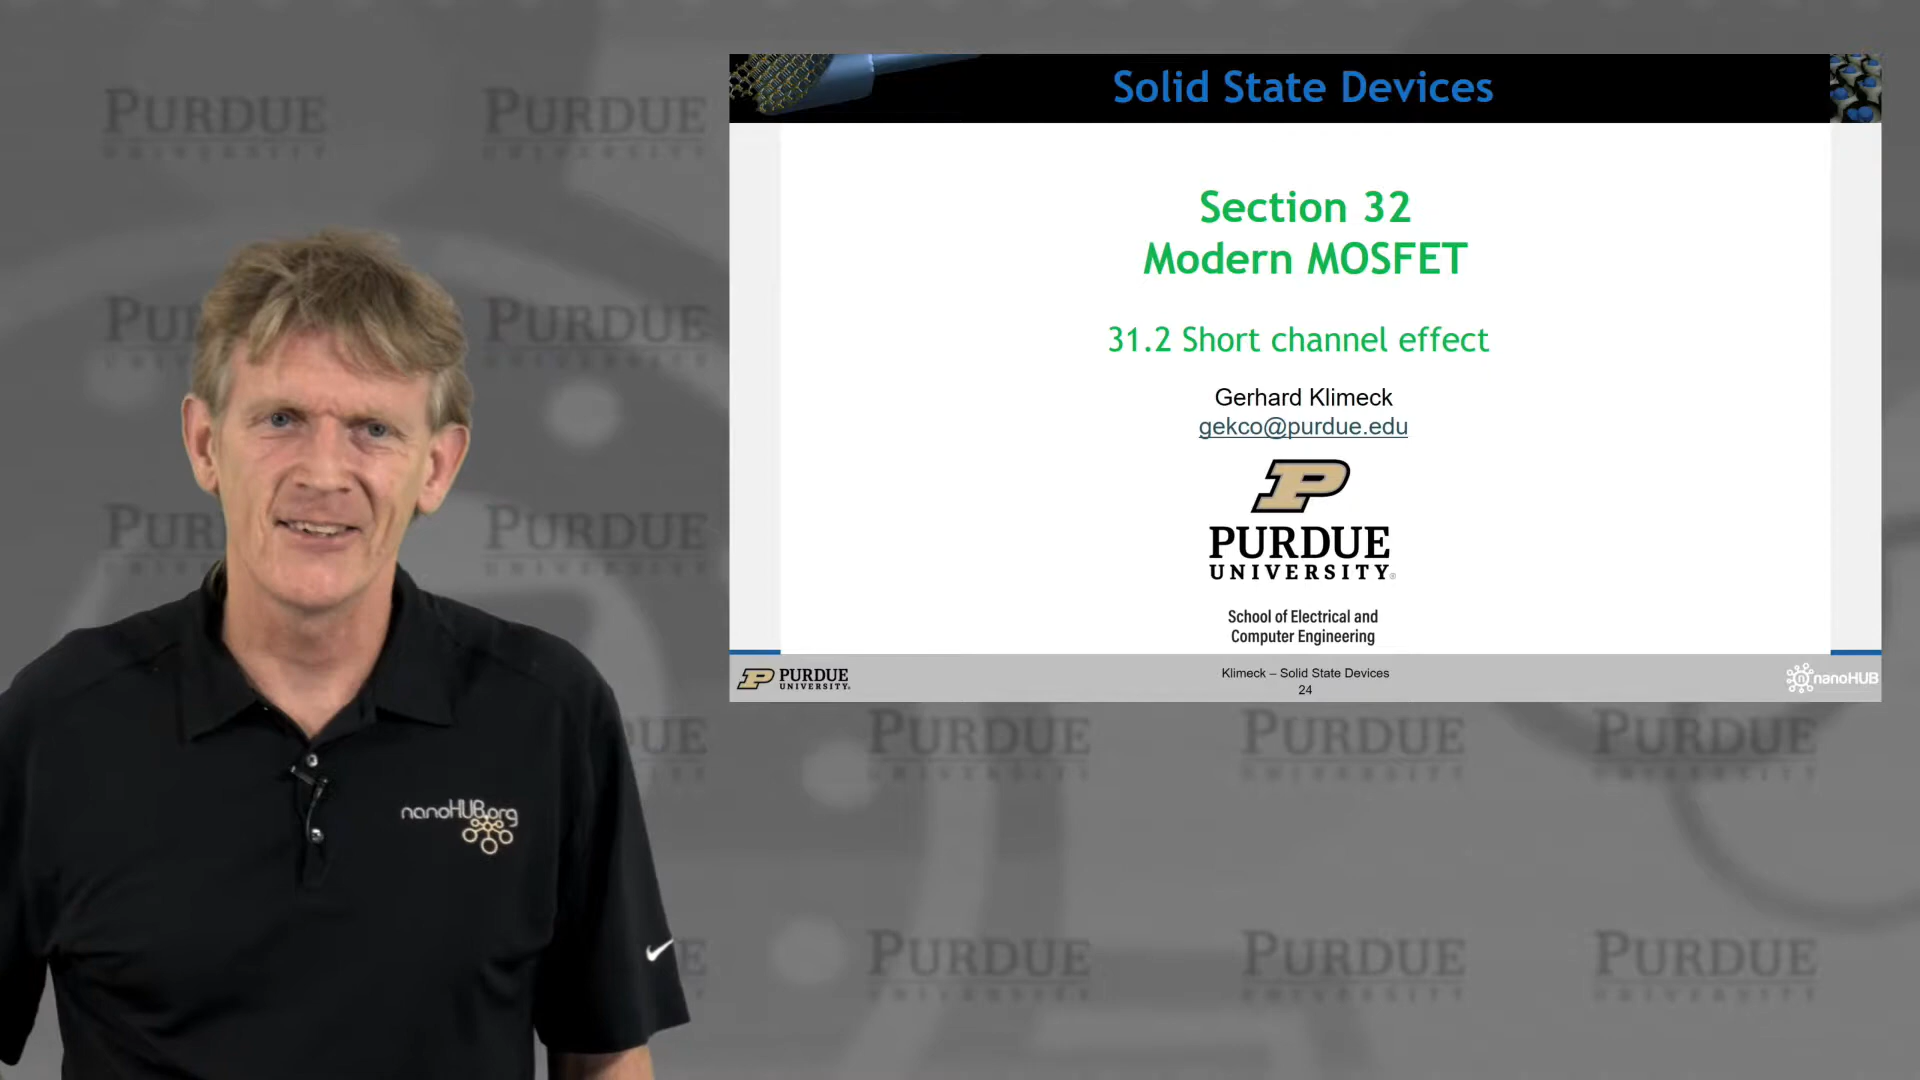 Solid State Devices
Section 32
Modern MOSFET
31.2 Short channel effect
Gerhard Klimeck
gekco@purdue.edu
P
PURDUE
UNIVERSITY®
School of Electrical and
Computer Engineering
P PURDUE
UNIVERSITY®
Klimeck – Solid State Devices
24
nanoHUB
nanoHUB.org
PURDUE
UNIVERSITY
PURDUE
UNIVERSITY
PURDUE
PURDUE
PURDUE
PURDUE
PURDUE
PURDUE
PURDUE
PURDUE